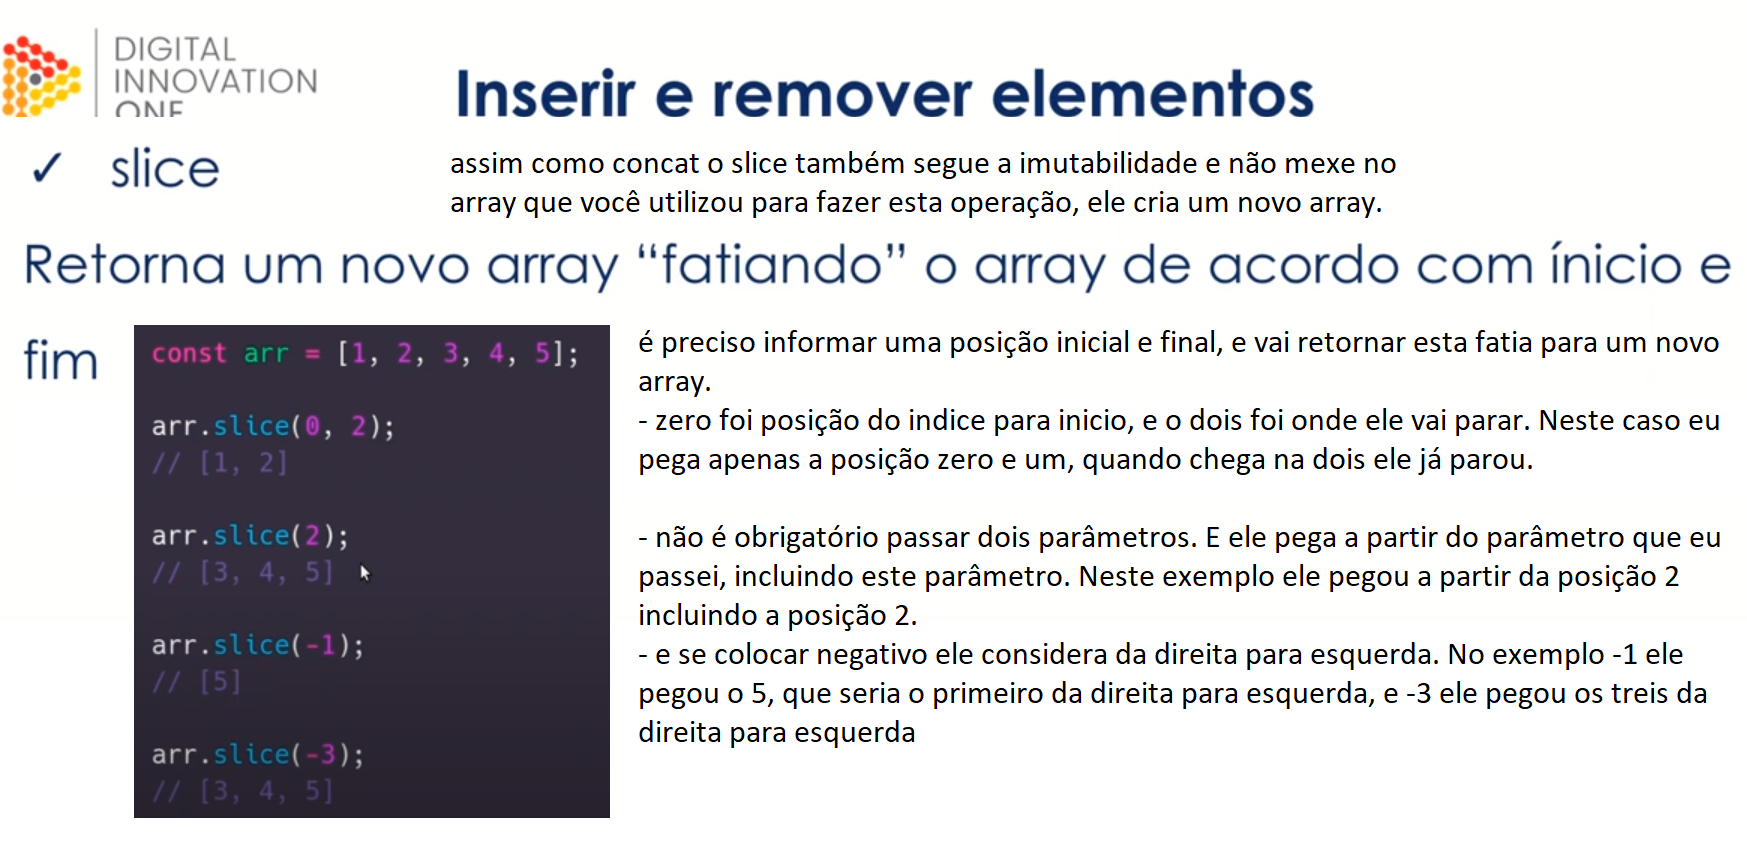 DIGITAL
INNOVATION
ONE
Inserir e remover elementos
✓ slice
assim como concat o slice também segue a imutabilidade e não mexe no
array que você utilizou para fazer esta operação, ele cria um novo array.
Retorna um novo array “fatiando” o array de acordo com ínicio e
fim
const arr = [1, 2, 3, 4, 5];
arr.slice(0, 2);
// [1, 2]
arr.slice(2);
// [3, 4, 5]
arr.slice(-1);
// [5]
arr.slice(-3);
// [3, 4, 5]
é preciso informar uma posição inicial e final, e vai retornar esta fatia para um novo
array.
- zero foi posição do indice para inicio, e o dois foi onde ele vai parar. Neste caso eu
pega apenas a posição zero e um, quando chega na dois ele já parou.
- não é obrigatório passar dois parâmetros. E ele pega a partir do parâmetro que eu
passei, incluindo este parâmetro. Neste exemplo ele pegou a partir da posição 2
incluindo a posição 2.
- e se colocar negativo ele considera da direita para esquerda. No exemplo -1 ele
pegou o 5, que seria o primeiro da direita para esquerda, e -3 ele pegou os treis da
direita para esquerda